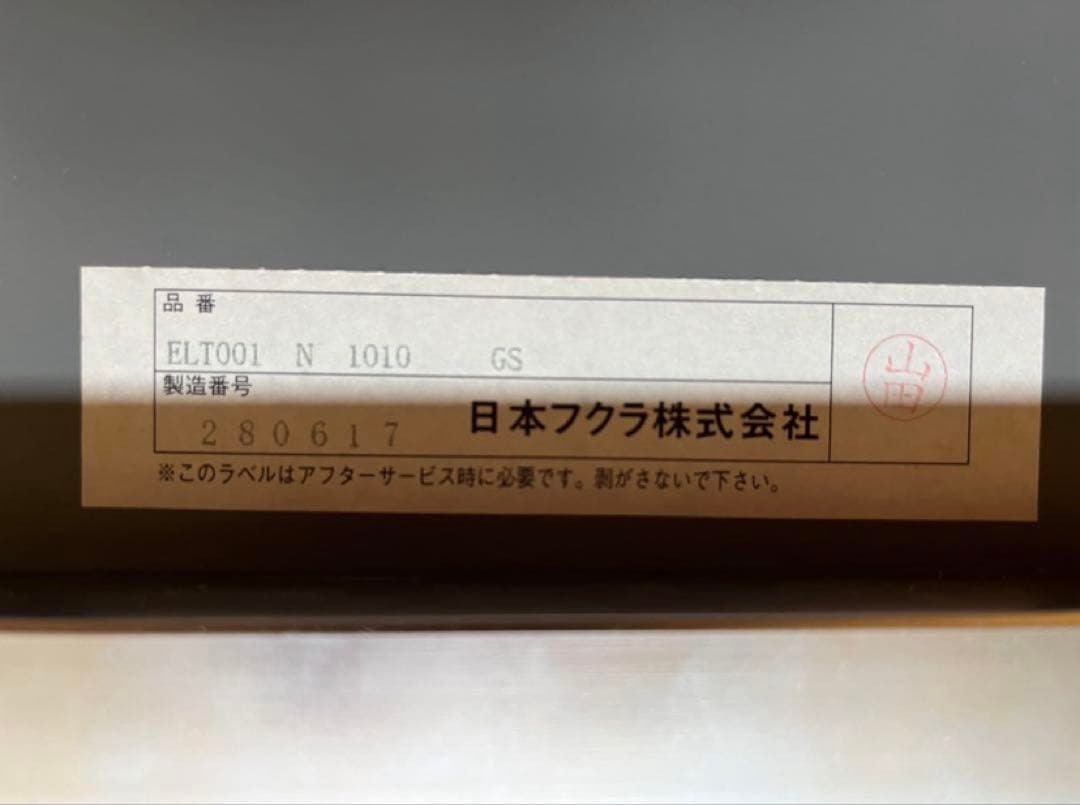 品番
ELT001 N 1010 GS
製造番号
280617
日本フクラ株式会社
山田
※このラベルはアフターサービス時に必要です。剥がさないで下さい。